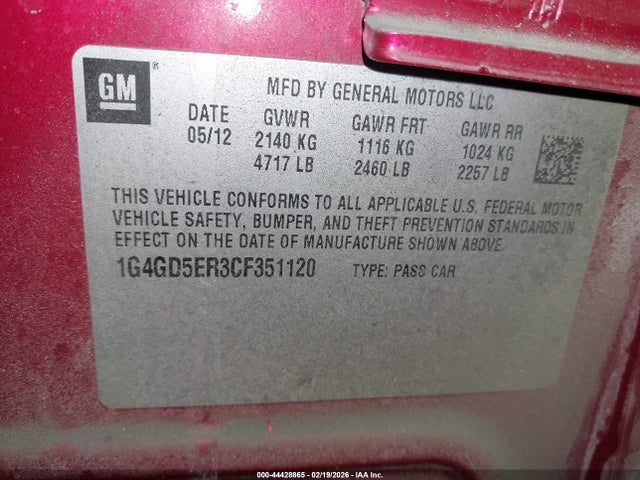 GM
®
MFD BY GENERAL MOTORS LLC
DATE GVWR GAWR FRT GAWR RR
05/12 2140 KG 1116 KG 1024 KG
4717 LB 2460 LB 2257 LB
THIS VEHICLE CONFORMS TO ALL APPLICABLE U.S. FEDERAL MOTOR
VEHICLE SAFETY, BUMPER, AND THEFT PREVENTION STANDARDS IN
EFFECT ON THE DATE OF MANUFACTURE SHOWN ABOVE.
1G4GD5ER3CF351120 TYPE: PASS CAR
000-44428865 - 02/19/2026 - IAA Inc.